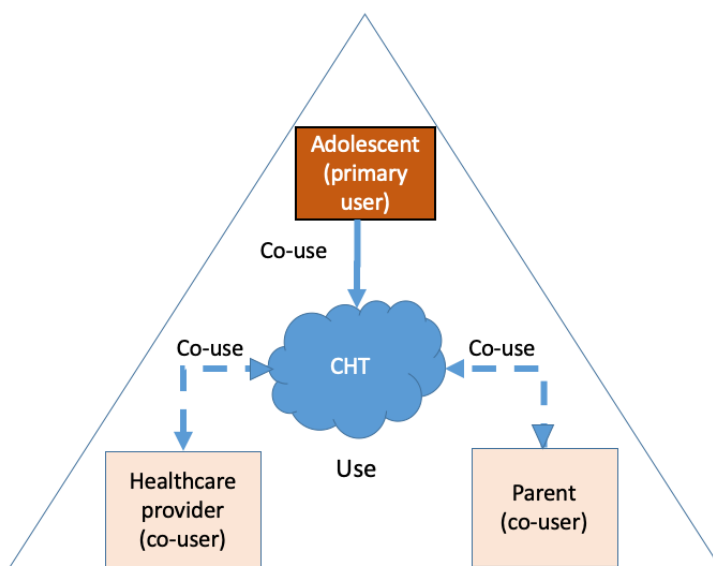 Adolescent
(primary
user)
Co-use
Co-use
CHT
Co-use
Use
Healthcare
provider
(co-user)
Parent
(co-user)